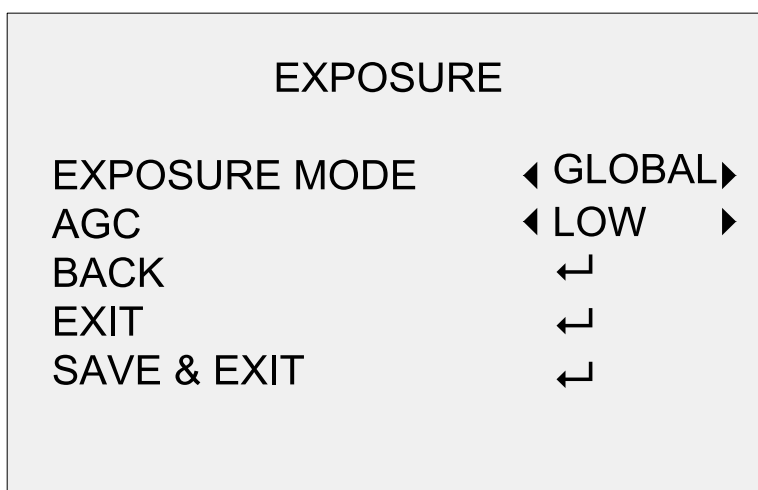 EXPOSURE
EXPOSURE MODE GLOBAL
AGC LOW
BACK
EXIT
SAVE & EXIT